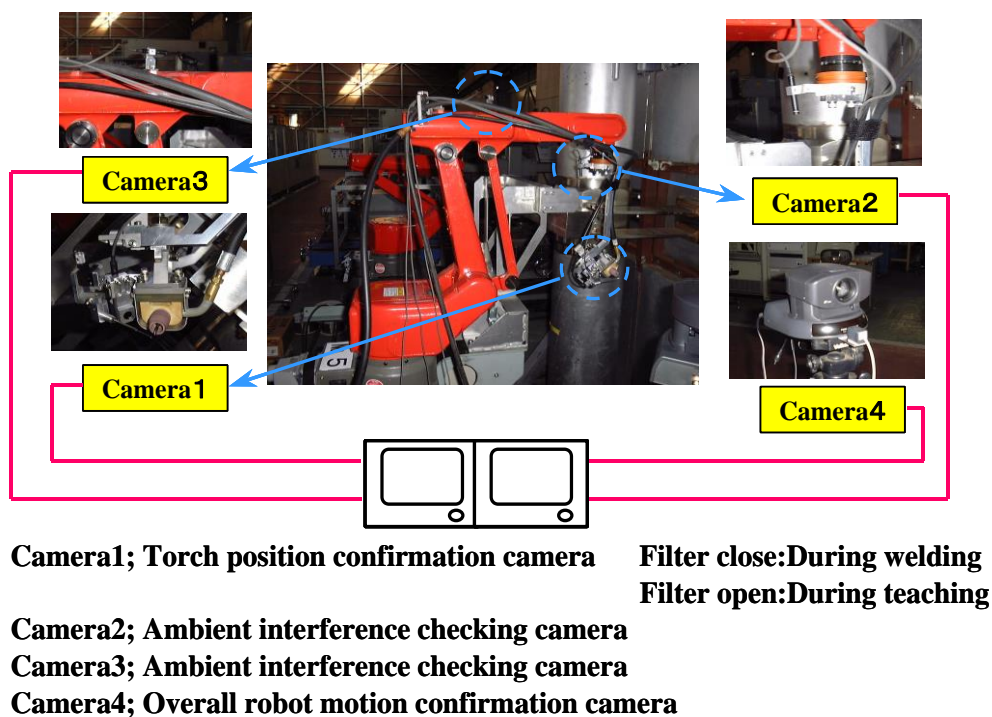 Camera3
Camera2
Camera1
Camera4
5
Camera1; Torch position confirmation camera Filter close:During welding
Filter open:During teaching
Camera2; Ambient interference checking camera
Camera3; Ambient interference checking camera
Camera4; Overall robot motion confirmation camera